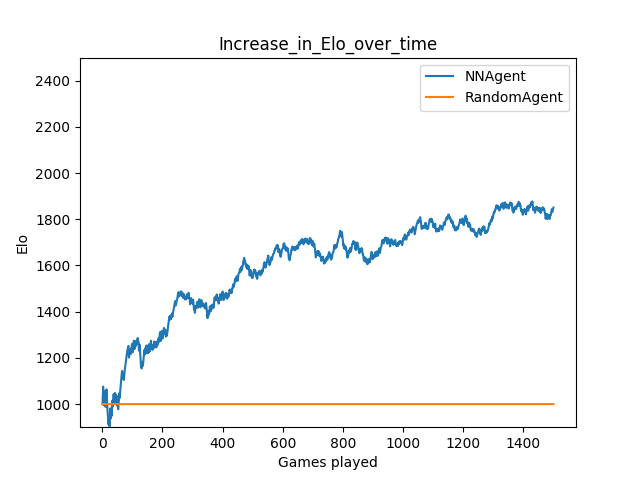 Increase_in_Elo_over_time
NNAgent
RandomAgent
2400
2200
2000
1800
1600
1400
1200
1000
Elo
0 200 400 600 800 1000 1200 1400
Games played